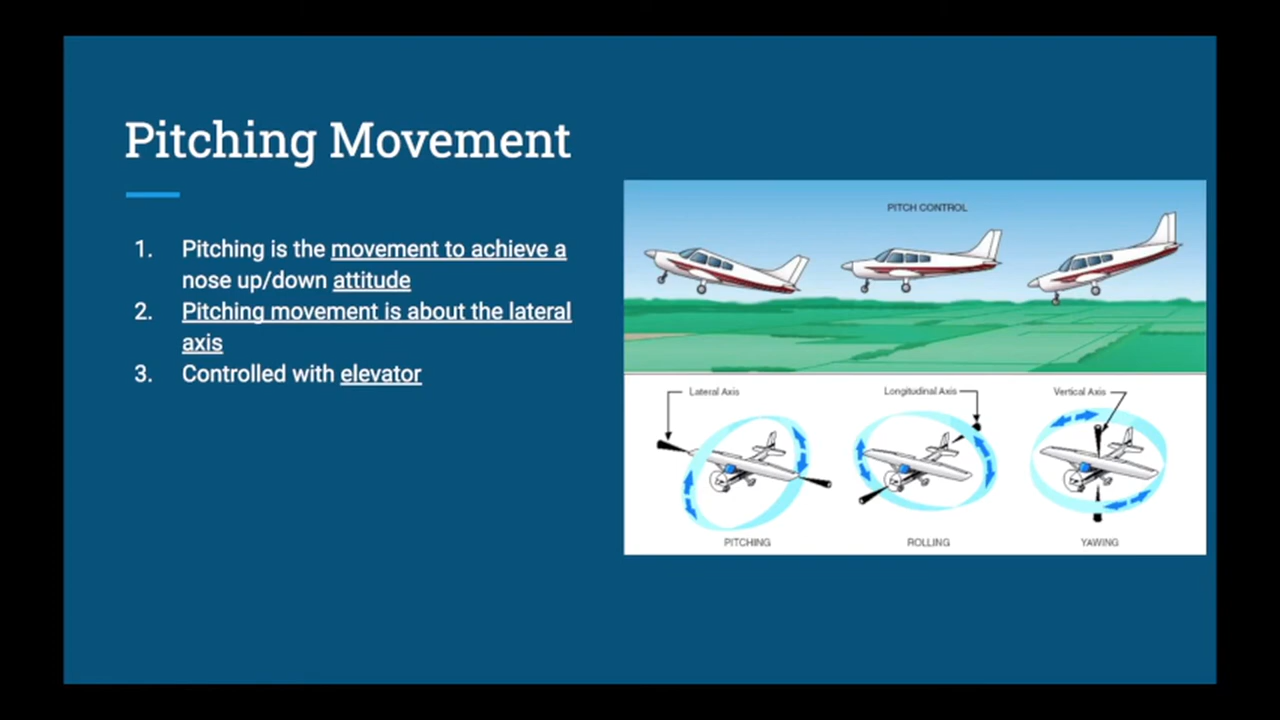 Pitching Movement
1. Pitching is the movement to achieve a
nose up/down attitude
2. Pitching movement is about the lateral
axis
3. Controlled with elevator
PITCH CONTROL
Lateral Axis
Longitudinal Axis
Vertical Axis
PITCHING
ROLLING
YAWING